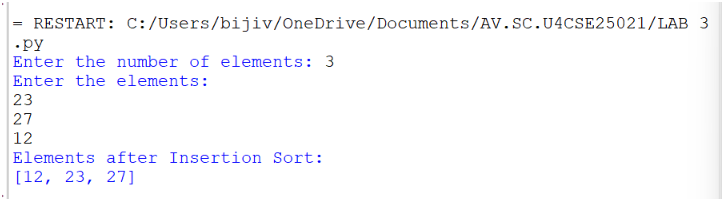 = RESTART: C:/Users/bijiv/OneDrive/Documents/AV.SC.U4CSE25021/LAB 3
.py
Enter the number of elements: 3
Enter the elements:
23
27
12
Elements after Insertion Sort:
[12, 23, 27]